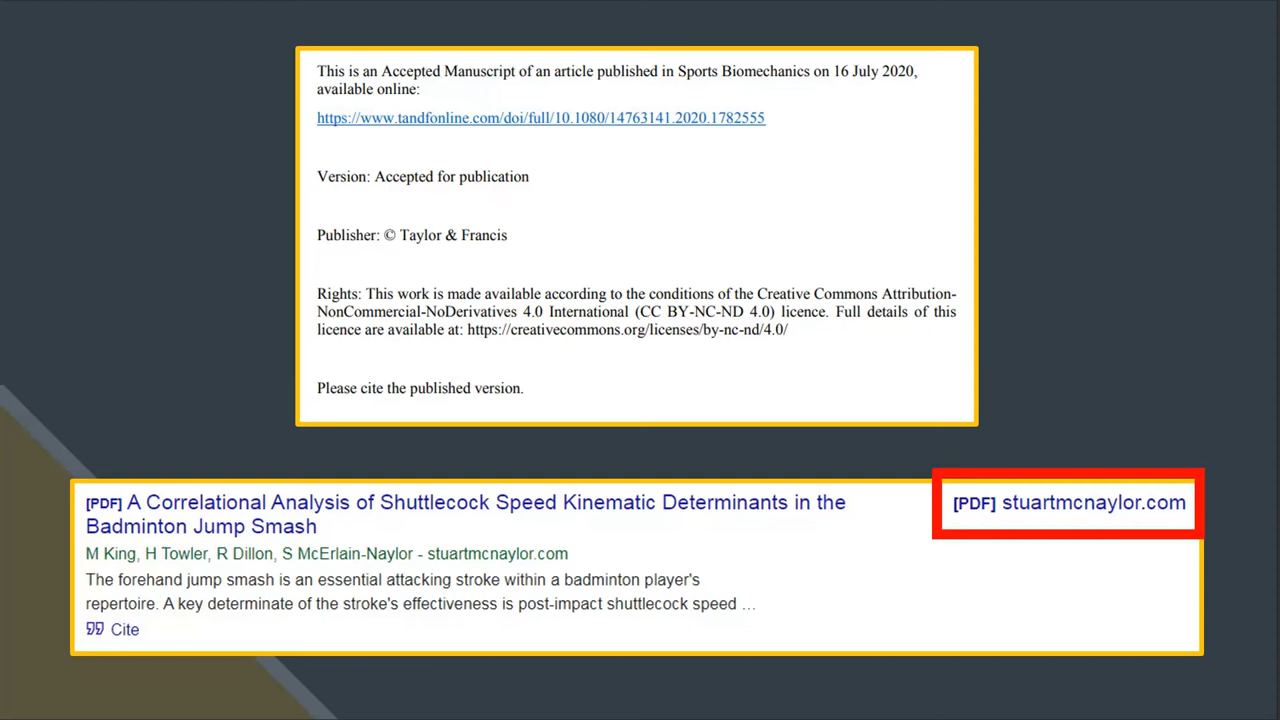 This is an Accepted Manuscript of an article published in Sports Biomechanics on 16 July 2020,
available online:
https://www.tandfonline.com/doi/full/10.1080/14763141.2020.1782555
Version: Accepted for publication
Publisher: © Taylor & Francis
Rights: This work is made available according to the conditions of the Creative Commons Attribution-
NonCommercial-NoDerivatives 4.0 International (CC BY-NC-ND 4.0) licence. Full details of this
licence are available at: https://creativecommons.org/licenses/by-nc-nd/4.0/
Please cite the published version.
[PDF] A Correlational Analysis of Shuttlecock Speed Kinematic Determinants in the
Badminton Jump Smash
[PDF] stuartmcnaylor.com
M King, H Towler, R Dillon, S McErlain-Naylor - stuartmcnaylor.com
The forehand jump smash is an essential attacking stroke within a badminton player's
repertoire. A key determinate of the stroke's effectiveness is post-impact shuttlecock speed …
Cite